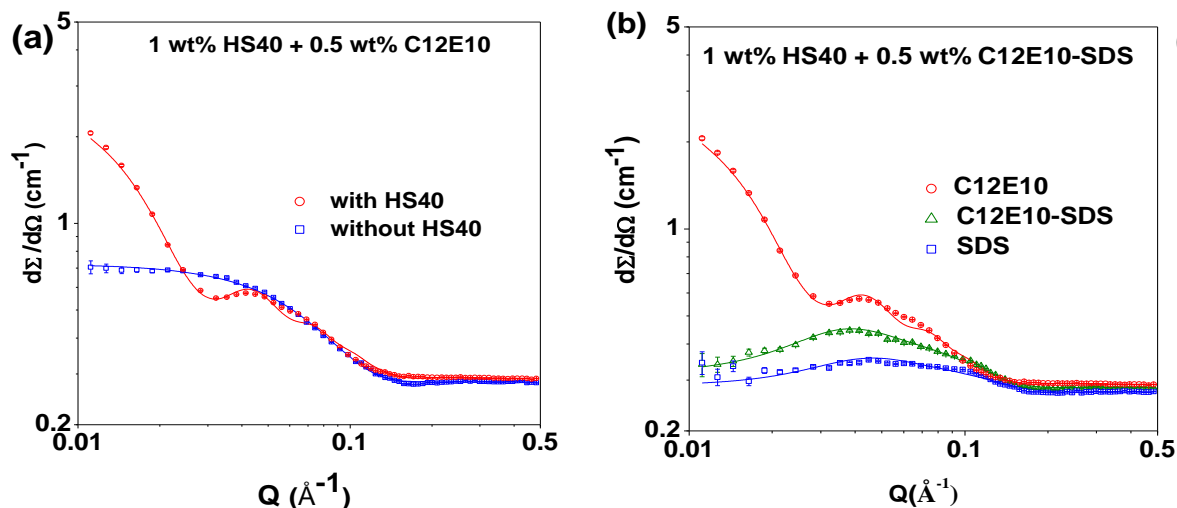 (a)
1 wt% HS40 + 0.5 wt% C12E10
5
1
0.2
dΣ/dΩ (cm⁻¹)
with HS40
without HS40
0.01
0.1
0.5
Q (Å⁻¹)
(b)
1 wt% HS40 + 0.5 wt% C12E10-SDS
5
1
0.2
dΣ/dΩ (cm⁻¹)
C12E10
C12E10-SDS
SDS
0.01
0.1
0.5
Q(Å⁻¹)